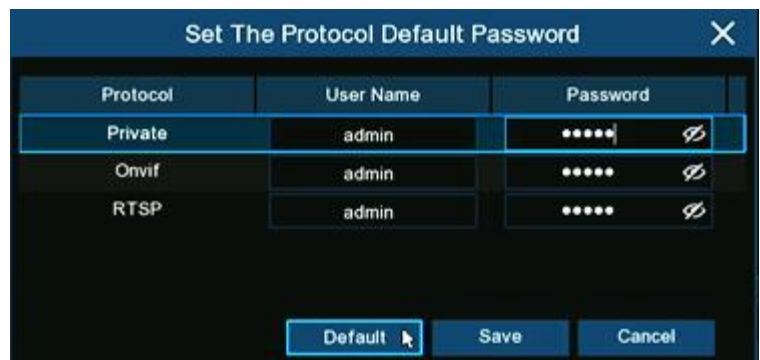 Set The Protocol Default Password
Protocol User Name Password
Private admin •••••
Onvif admin •••••
RTSP admin •••••
Default Save Cancel